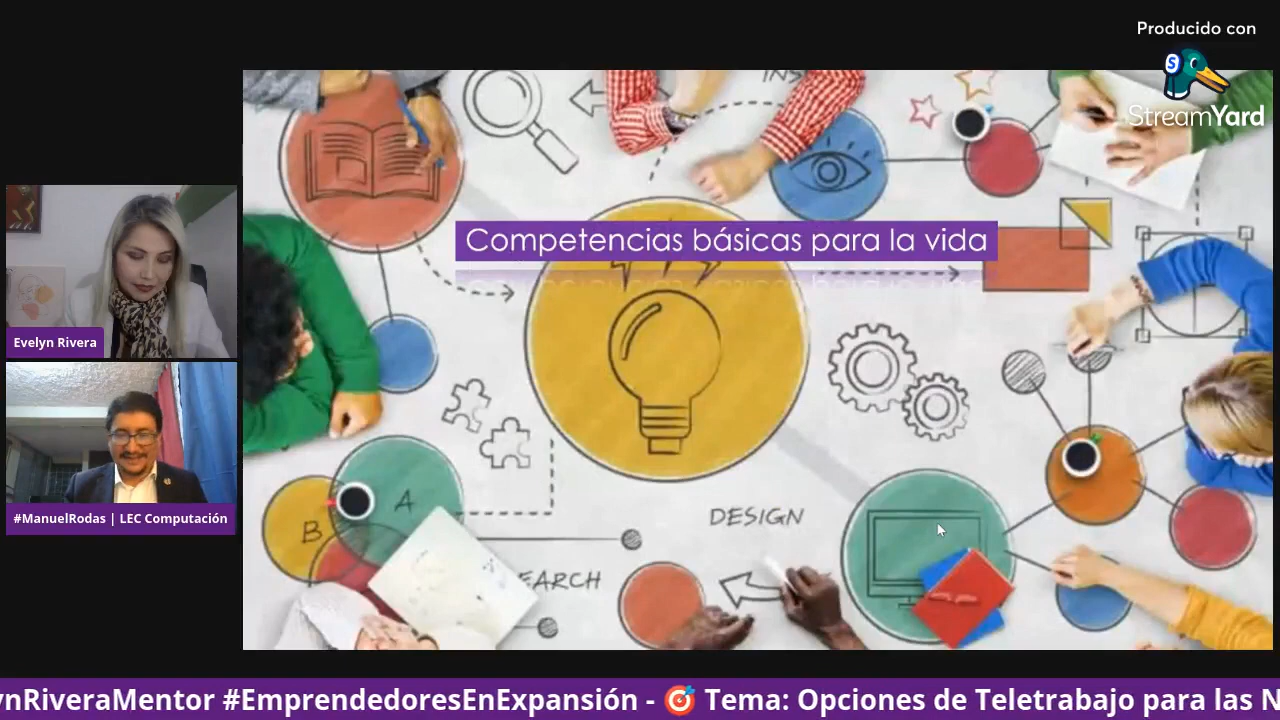 Producido con
StreamYard
Competencias básicas para la vida
Evelyn Rivera
#ManuelRodas | LEC Computación
A
B
DESIGN
EARCH
ynRiveraMentor #EmprendedoresEnExpansión - 🎯 Tema: Opciones de Teletrabajo para las N